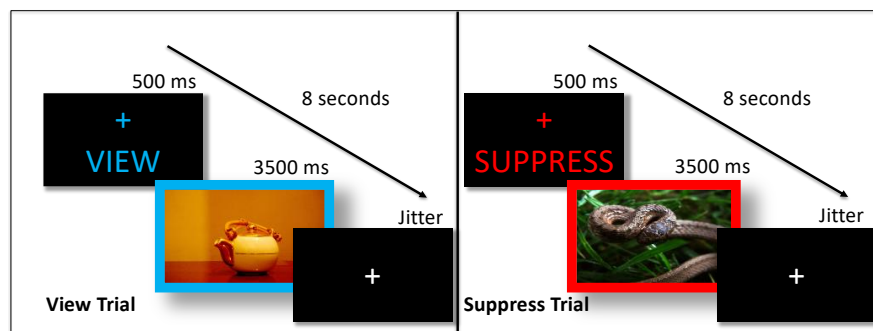 500 ms
8 seconds
+
VIEW
3500 ms
Jitter
+
View Trial
500 ms
8 seconds
+
SUPPRESS
3500 ms
Jitter
+
Suppress Trial